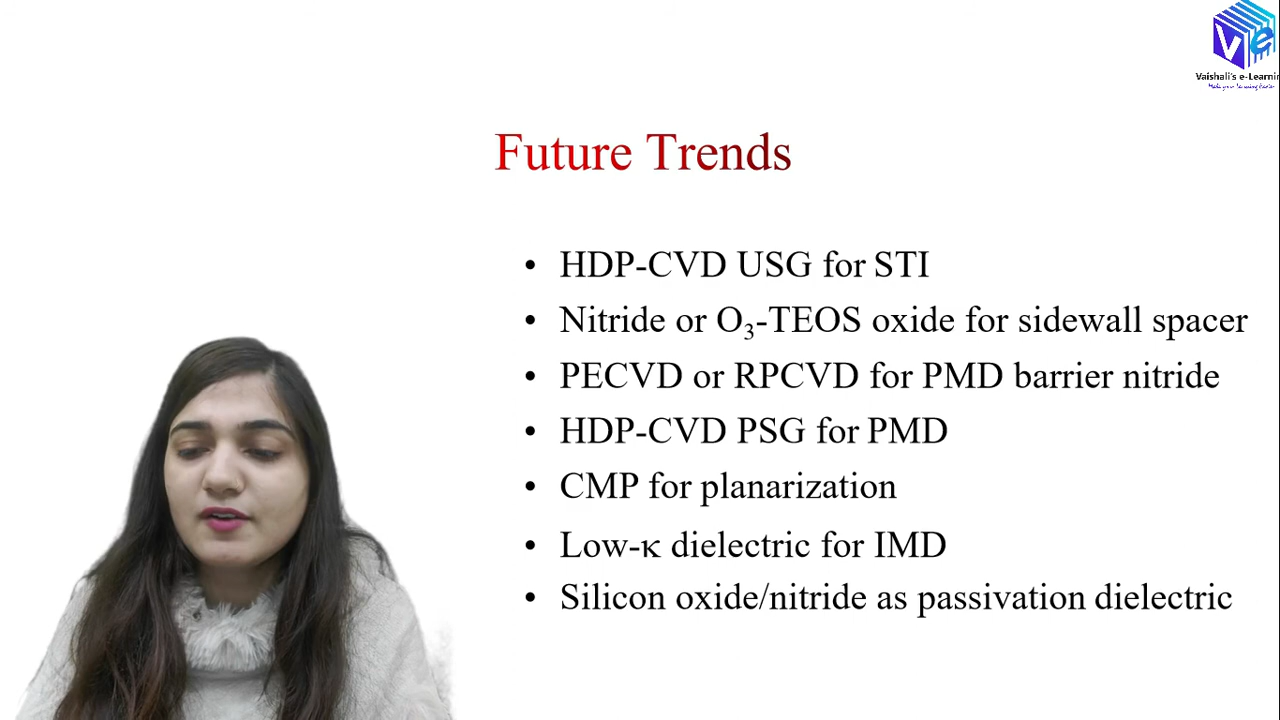 Ve
Vaishali's e-Learnin
Future Trends
• HDP-CVD USG for STI
• Nitride or O₃-TEOS oxide for sidewall spacer
• PECVD or RPCVD for PMD barrier nitride
• HDP-CVD PSG for PMD
• CMP for planarization
• Low-κ dielectric for IMD
• Silicon oxide/nitride as passivation dielectric